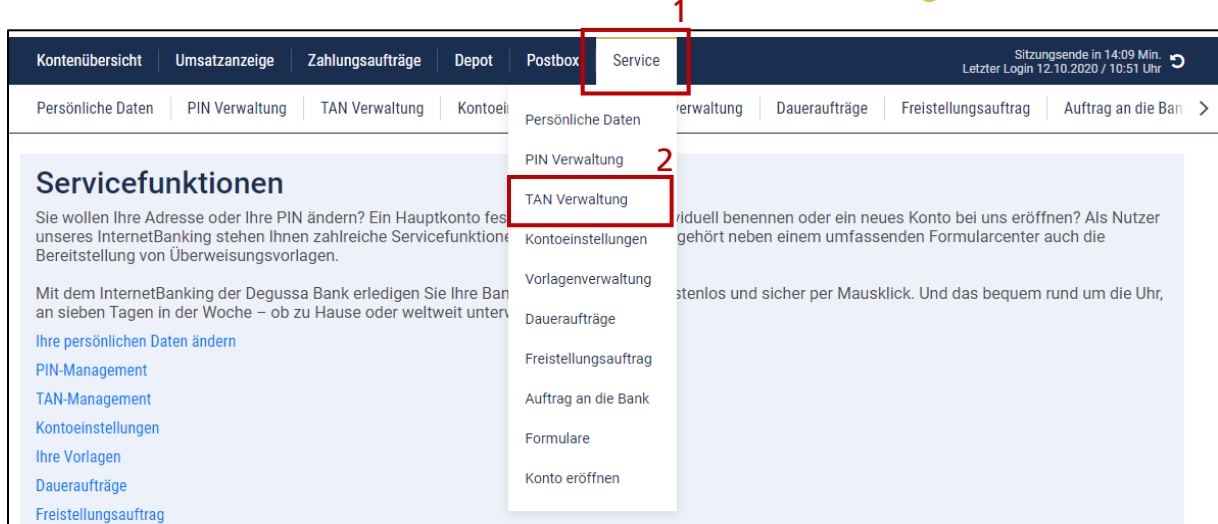 1
Kontenübersicht Umsatzanzeige Zahlungsaufträge Depot Postbox Service
Sitzungsende in 14:09 Min.
Letzter Login 12.10.2020 / 10:51 Uhr
Persönliche Daten PIN Verwaltung TAN Verwaltung Kontoei erwaltung Daueraufträge Freistellungsauftrag Auftrag an die Ban
Persönliche Daten
PIN Verwaltung
2
TAN Verwaltung
Kontoeinstellungen
Vorlagenverwaltung
Daueraufträge
Freistellungsauftrag
Auftrag an die Bank
Formulare
Konto eröffnen
Servicefunktionen
Sie wollen Ihre Adresse oder Ihre PIN ändern? Ein Hauptkonto fes viduell benennen oder ein neues Konto bei uns eröffnen? Als Nutzer
unseres InternetBanking stehen Ihnen zahlreiche Servicefunktione gehört neben einem umfassenden Formularcenter auch die
Bereitstellung von Überweisungsvorlagen.
Mit dem InternetBanking der Degussa Bank erledigen Sie Ihre Ban stenlos und sicher per Mausklick. Und das bequem rund um die Uhr,
an sieben Tagen in der Woche – ob zu Hause oder weltweit unterw
Ihre persönlichen Daten ändern
PIN-Management
TAN-Management
Kontoeinstellungen
Ihre Vorlagen
Daueraufträge
Freistellungsauftrag